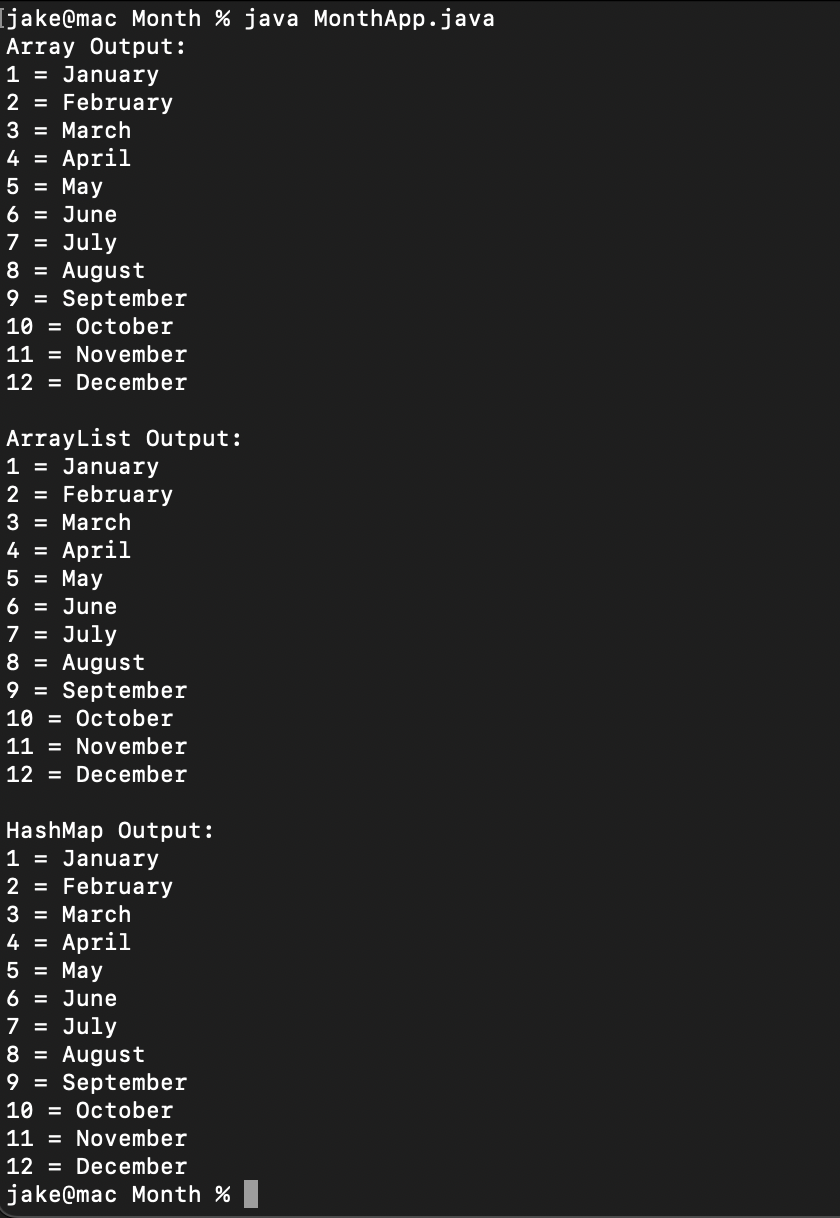 [jake@mac Month % java MonthApp.java
Array Output:
1 = January
2 = February
3 = March
4 = April
5 = May
6 = June
7 = July
8 = August
9 = September
10 = October
11 = November
12 = December

ArrayList Output:
1 = January
2 = February
3 = March
4 = April
5 = May
6 = June
7 = July
8 = August
9 = September
10 = October
11 = November
12 = December

HashMap Output:
1 = January
2 = February
3 = March
4 = April
5 = May
6 = June
7 = July
8 = August
9 = September
10 = October
11 = November
12 = December
jake@mac Month %